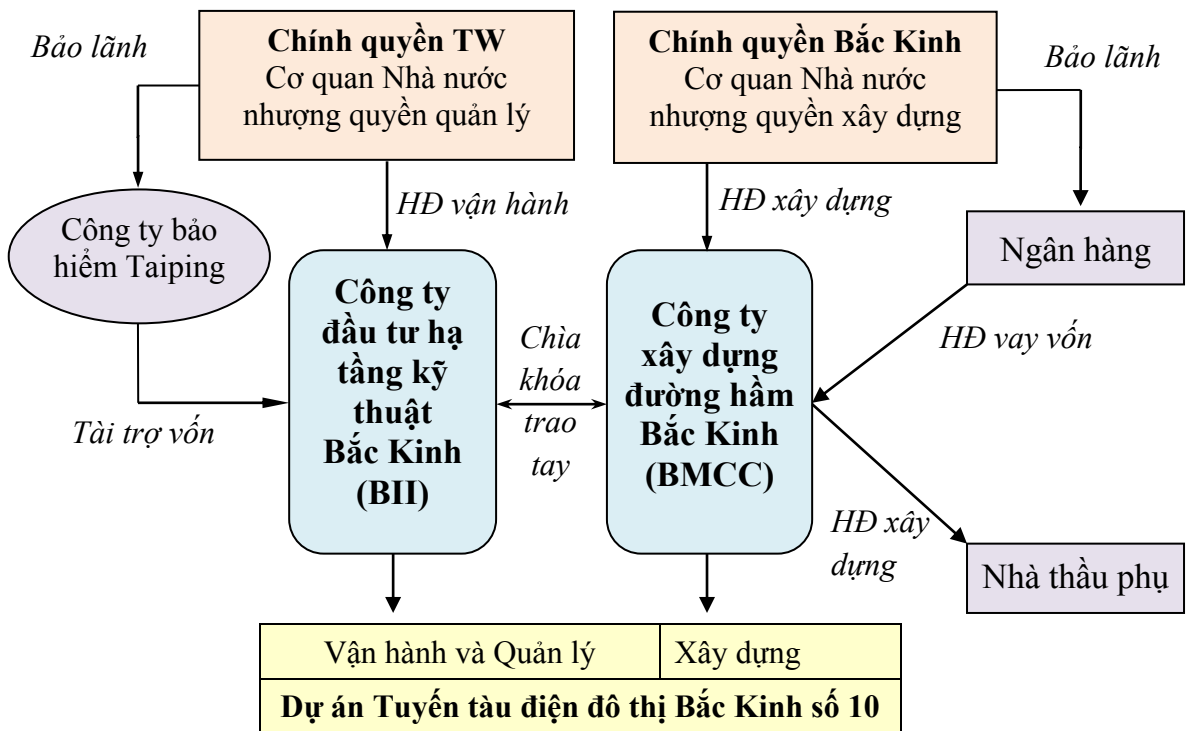 Bảo lãnh
Chính quyền TW
Cơ quan Nhà nước
nhượng quyền quản lý
Chính quyền Bắc Kinh
Cơ quan Nhà nước
nhượng quyền xây dựng
Bảo lãnh
HĐ vận hành
HĐ xây dựng
Công ty bảo
hiểm Taiping
Ngân hàng
Công ty
đầu tư hạ
tầng kỹ
thuật
Bắc Kinh
(BII)
Chìa
khóa
trao
tay
Công ty
xây dựng
đường hầm
Bắc Kinh
(BMCC)
HĐ vay vốn
Tài trợ vốn
HĐ xây
dựng
Nhà thầu phụ
Vận hành và Quản lý
Xây dựng
Dự án Tuyến tàu điện đô thị Bắc Kinh số 10